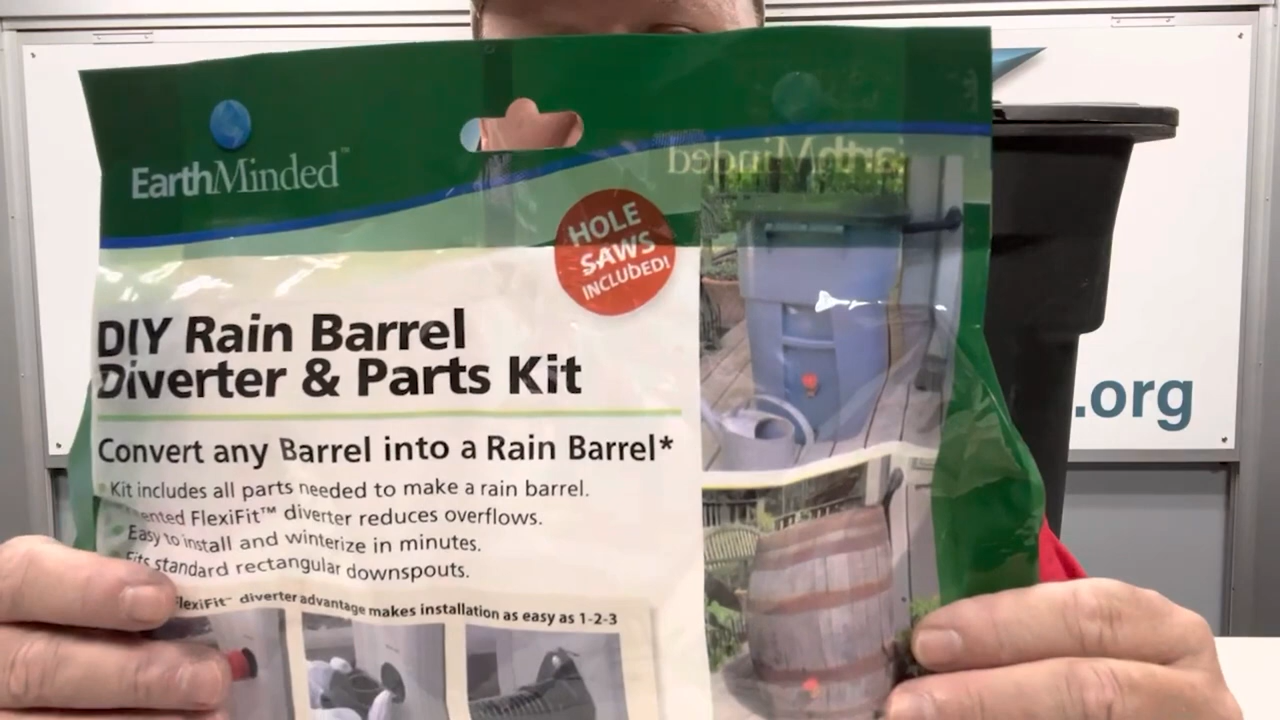 EarthMinded™
EarthMinded
HOLE
SAWS
INCLUDED!
DIY Rain Barrel
Diverter & Parts Kit
Convert any Barrel into a Rain Barrel*
Kit includes all parts needed to make a rain barrel.
FlexiFit™ diverter reduces overflows.
Easy to install and winterize in minutes.
Fits standard rectangular downspouts.
FlexiFit™ diverter advantage makes installation as easy as 1-2-3
.org